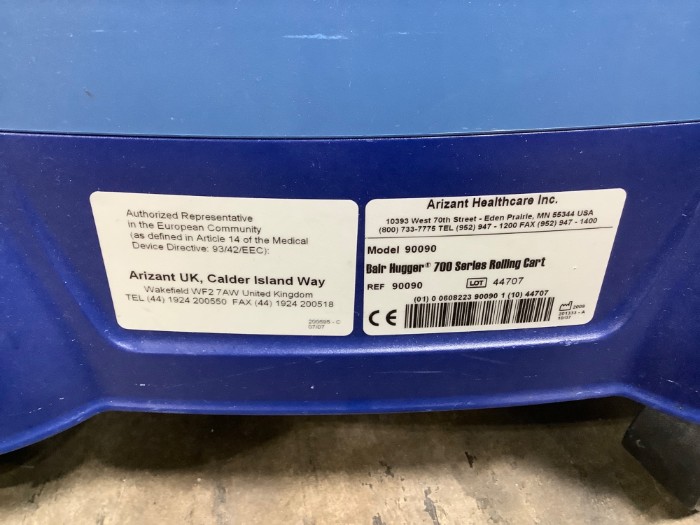 Authorized Representative
in the European Community
(as defined in Article 14 of the Medical
Device Directive: 93/42/EEC):
Arizant UK, Calder Island Way
Wakefield WF2 7AW United Kingdom
TEL (44) 1924 200550 FAX (44) 1924 200518
07/07
Arizant Healthcare Inc.
10393 West 70th Street - Eden Prairie, MN 55344 USA
(800) 733-7775 TEL (952) 947 - 1200 FAX (952) 947 - 1400
Model 90090
Bair Hugger® 700 Series Rolling Cart
REF 90090 LOT 44707
(01) 0 0608223 90090 1 (10) 44707
CE